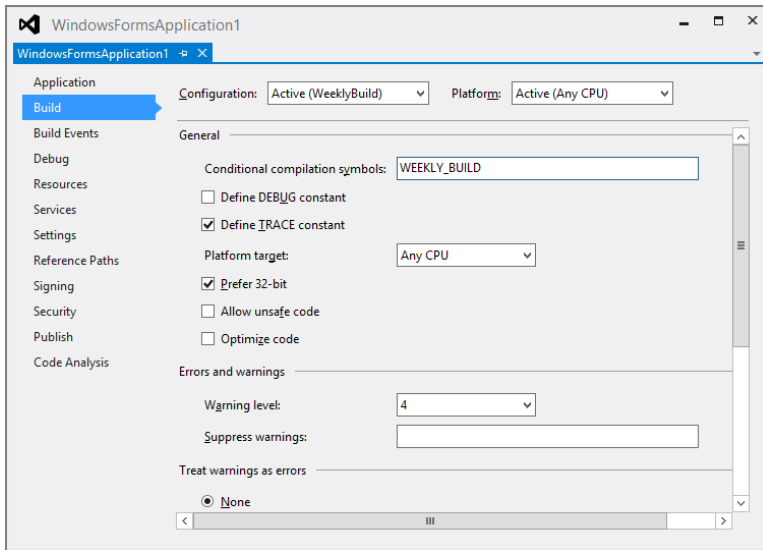 WindowsFormsApplication1
WindowsFormsApplication1
Application
Build
Build Events
Debug
Resources
Services
Settings
Reference Paths
Signing
Security
Publish
Code Analysis
Configuration: Active (WeeklyBuild) Platform: Active (Any CPU)
General
Conditional compilation symbols: WEEKLY_BUILD
Define DEBUG constant
Define TRACE constant
Platform target: Any CPU
Prefer 32-bit
Allow unsafe code
Optimize code
Errors and warnings
Warning level: 4
Suppress warnings:
Treat warnings as errors
None